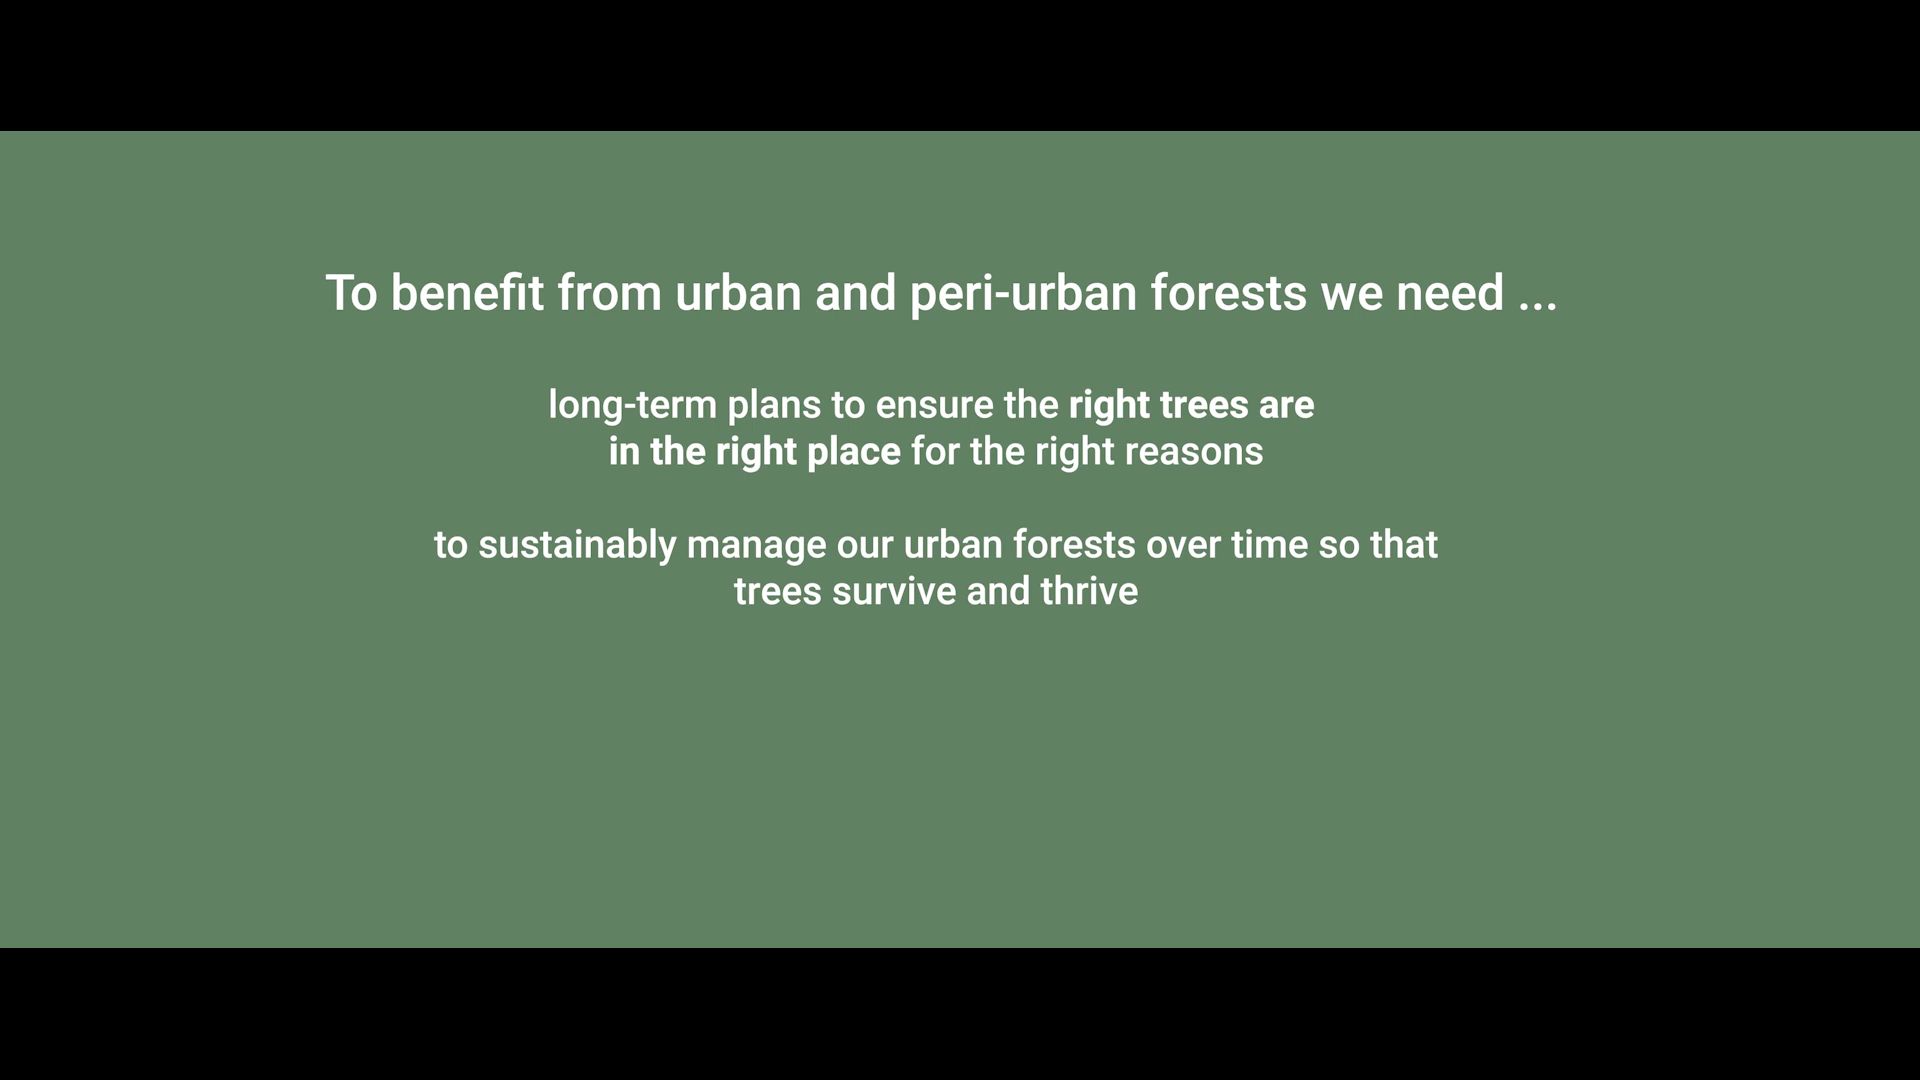 To benefit from urban and peri-urban forests we need ...
long-term plans to ensure the right trees are
in the right place for the right reasons
to sustainably manage our urban forests over time so that
trees survive and thrive